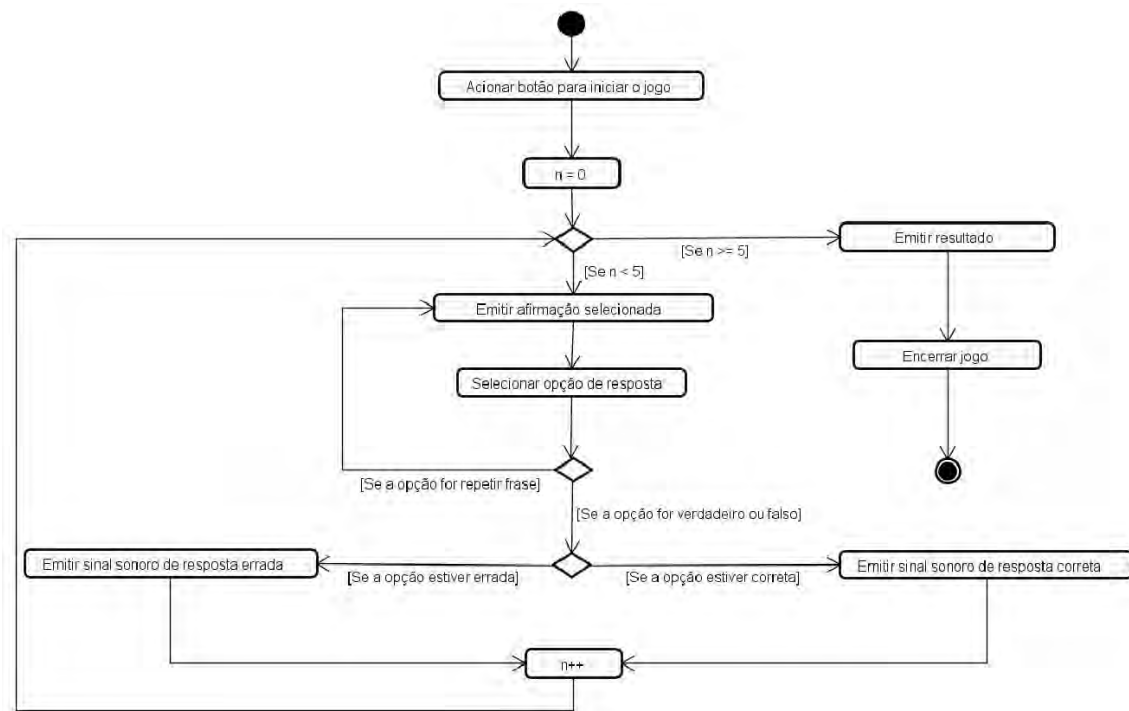 Acionar botão para iniciar o jogo
n = 0
[Se n >= 5]
Emitir resultado
[Se n < 5]
Emitir afirmação selecionada
Encerrar jogo
Selecionar opção de resposta
[Se a opção for repetir frase]
[Se a opção for verdadeiro ou falso]
Emitir sinal sonoro de resposta errada
[Se a opção estiver errada]
[Se a opção estiver correta]
Emitir sinal sonoro de resposta correta
n++